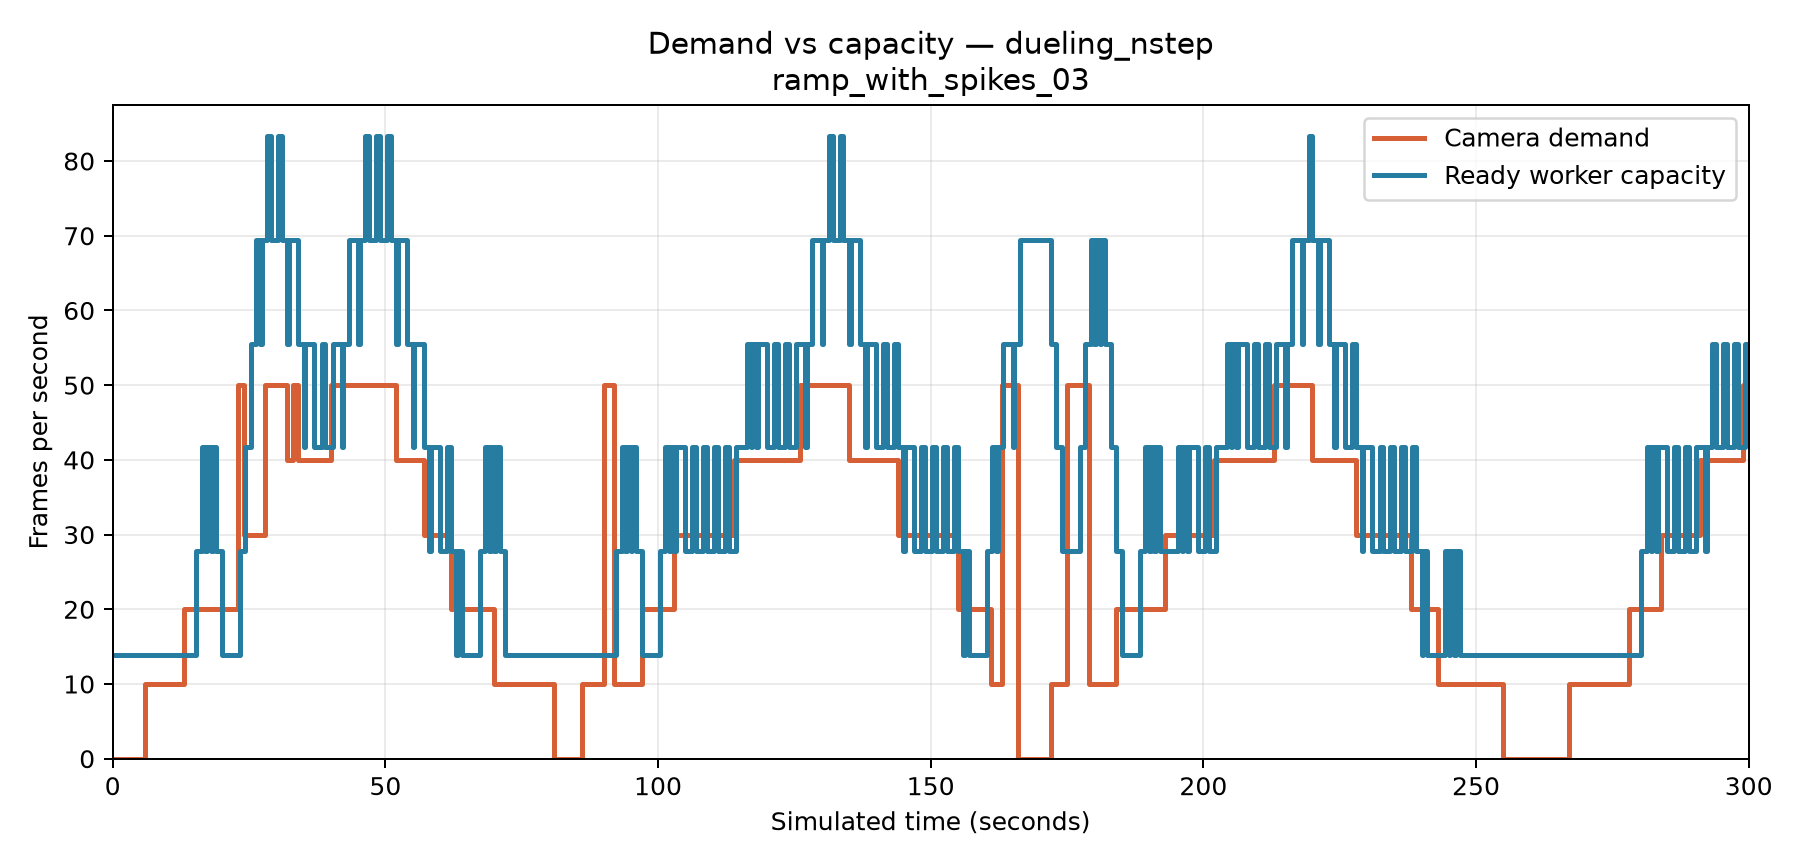 Demand vs capacity — dueling_nstep
ramp_with_spikes_03
Camera demand
Ready worker capacity
Frames per second
80
70
60
50
40
30
20
10
0
0 50 100 150 200 250 300
Simulated time (seconds)